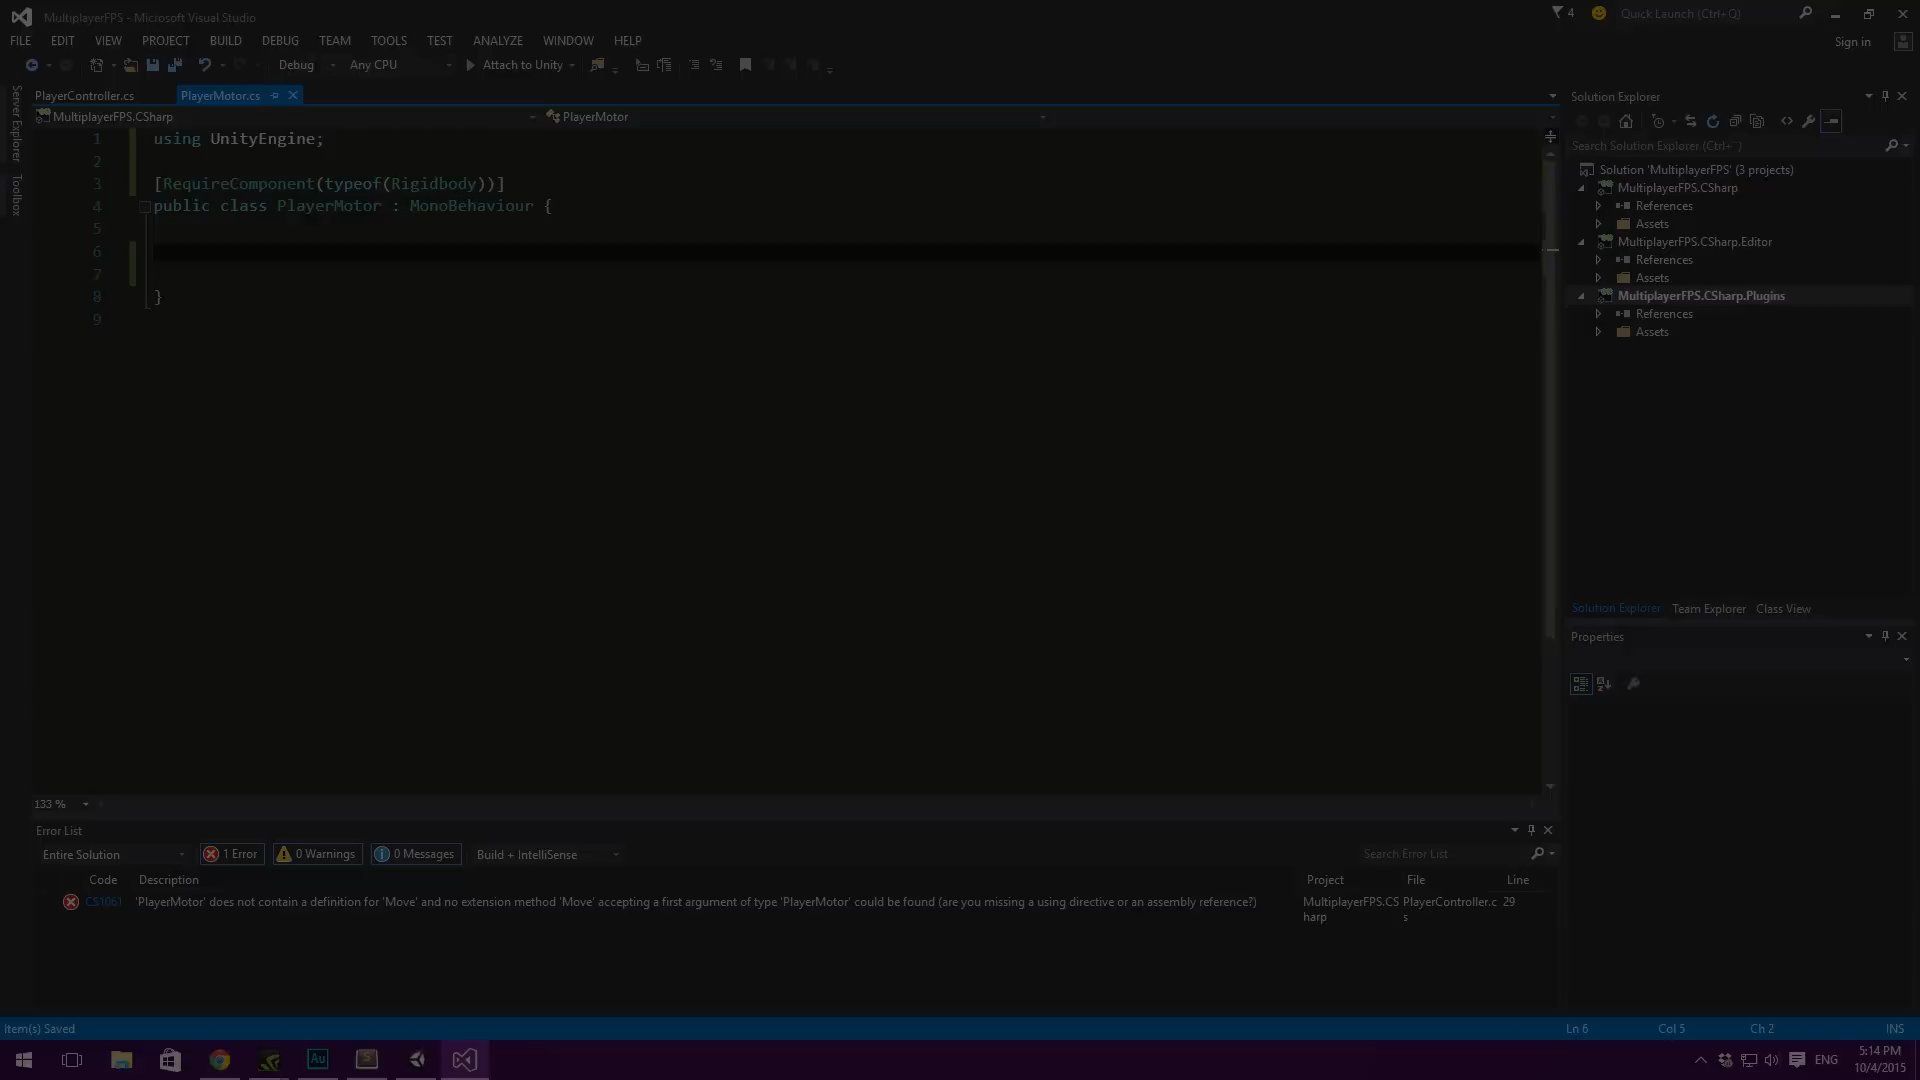 MultiplayerFPS - Microsoft Visual Studio
4
Quick Launch (Ctrl+Q)
FILE EDIT VIEW PROJECT BUILD DEBUG TEAM TOOLS TEST ANALYZE WINDOW HELP
Sign in
Debug Any CPU Attach to Unity
Server Explorer
Toolbox
PlayerController.cs PlayerMotor.cs
MultiplayerFPS.CSharp PlayerMotor
1 using UnityEngine;
2
3 [RequireComponent(typeof(Rigidbody))]
4 public class PlayerMotor : MonoBehaviour {
5
6
7
8 }
9
133 %
Solution Explorer
Search Solution Explorer (Ctrl+¨)
Solution 'MultiplayerFPS' (3 projects)
MultiplayerFPS.CSharp
References
Assets
MultiplayerFPS.CSharp.Editor
References
Assets
MultiplayerFPS.CSharp.Plugins
References
Assets
Solution Explorer Team Explorer Class View
Properties
Error List
Entire Solution 1 Error 0 Warnings 0 Messages Build + IntelliSense Search Error List
Code Description Project File Line
CS1061 'PlayerMotor' does not contain a definition for 'Move' and no extension method 'Move' accepting a first argument of type 'PlayerMotor' could be found (are you missing a using directive or an assembly reference?) MultiplayerFPS.CS PlayerController.c 29
harp s
Item(s) Saved Ln 6 Col 5 Ch 2 INS
Au S ENG 5:14 PM
10/4/2015